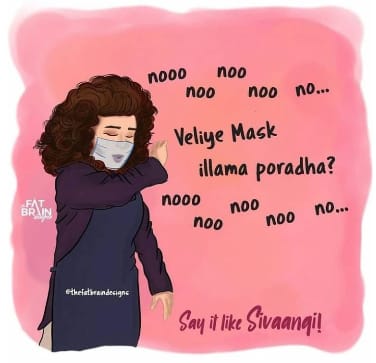 nooo noo
noo noo no...
Veliye Mask
illama poradha?
nooo noo
noo noo no...
THE
FAT
BRAIN
designs
@thefatbraindesigns
Say it like Sivaangi!